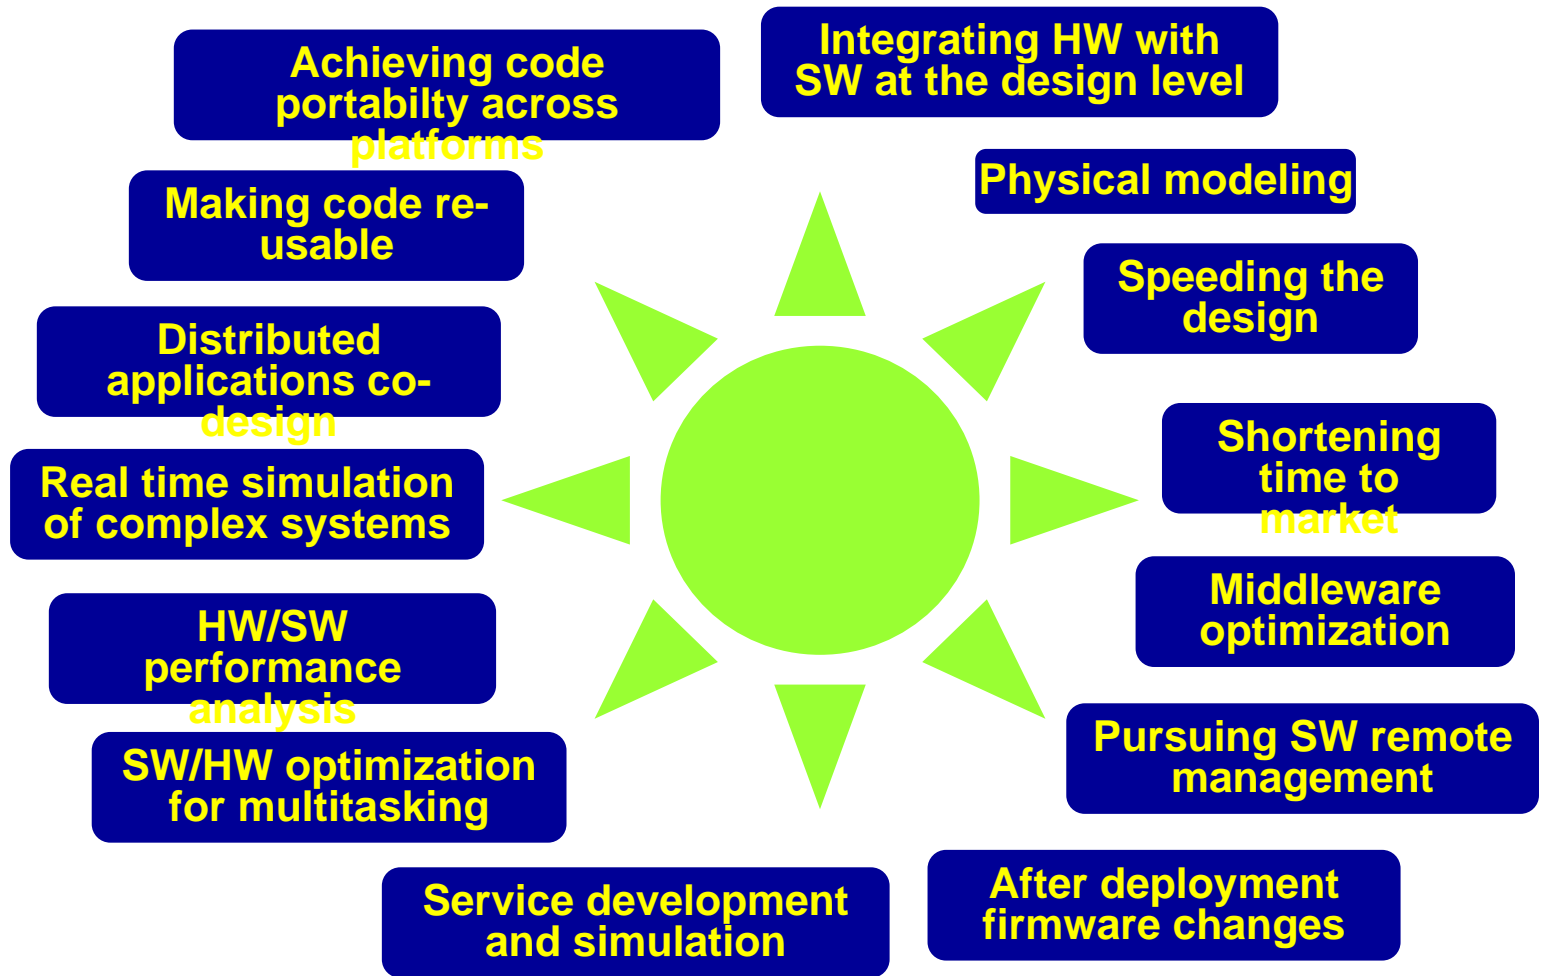 Achieving code
portabilty across
platforms
Integrating HW with
SW at the design level
Physical modeling
Making code re-
usable
Speeding the
design
Distributed
applications co-
design
Shortening
time to
market
Real time simulation
of complex systems
Middleware
optimization
HW/SW
performance
analysis
Pursuing SW remote
management
SW/HW optimization
for multitasking
After deployment
firmware changes
Service development
and simulation